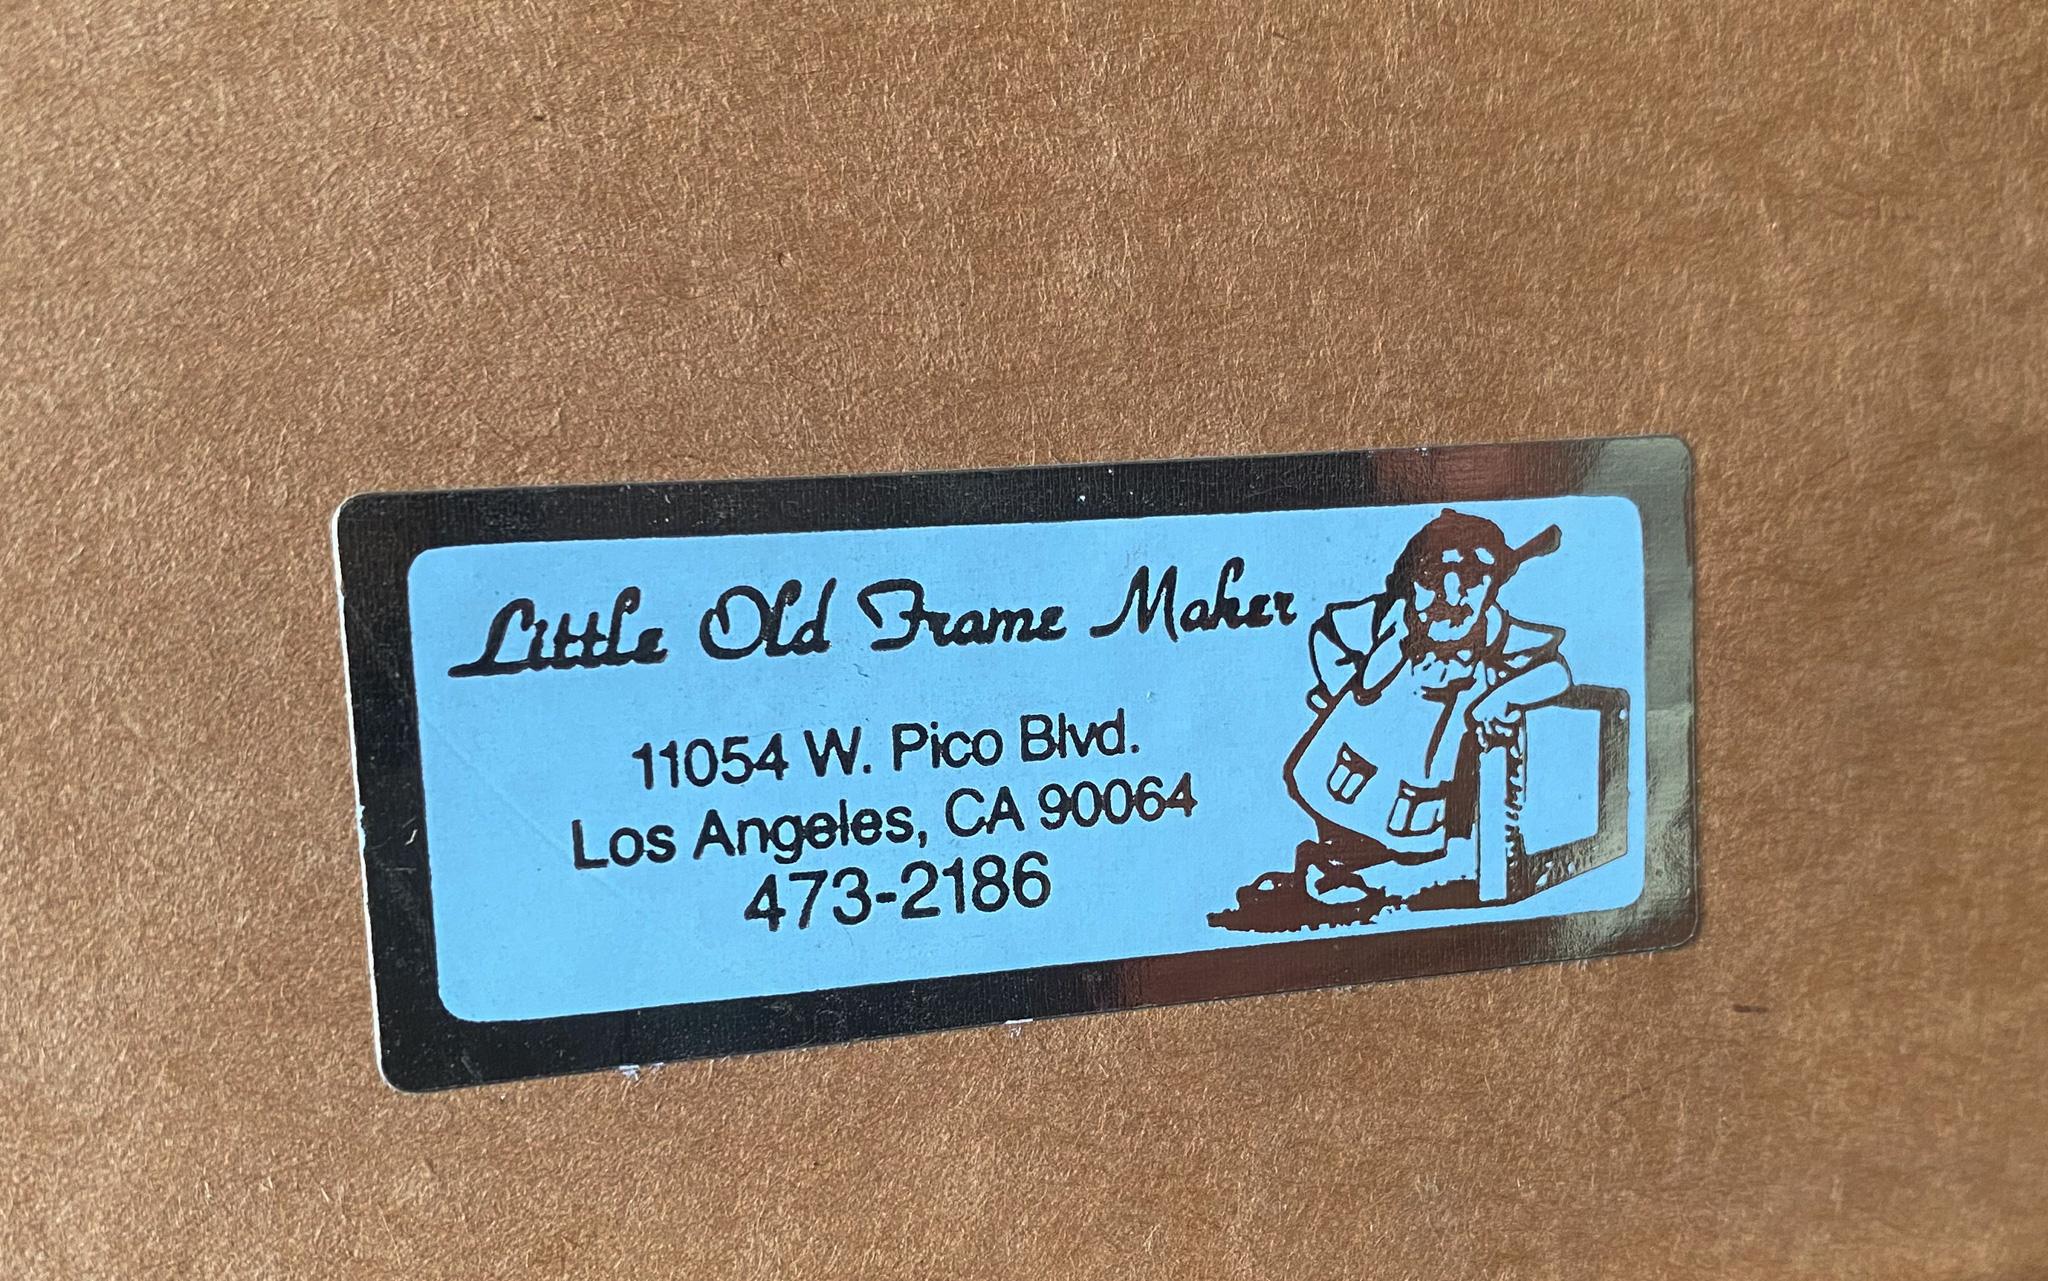 Little Old Frame Maker
11054 W. Pico Blvd.
Los Angeles, CA 90064
473-2186